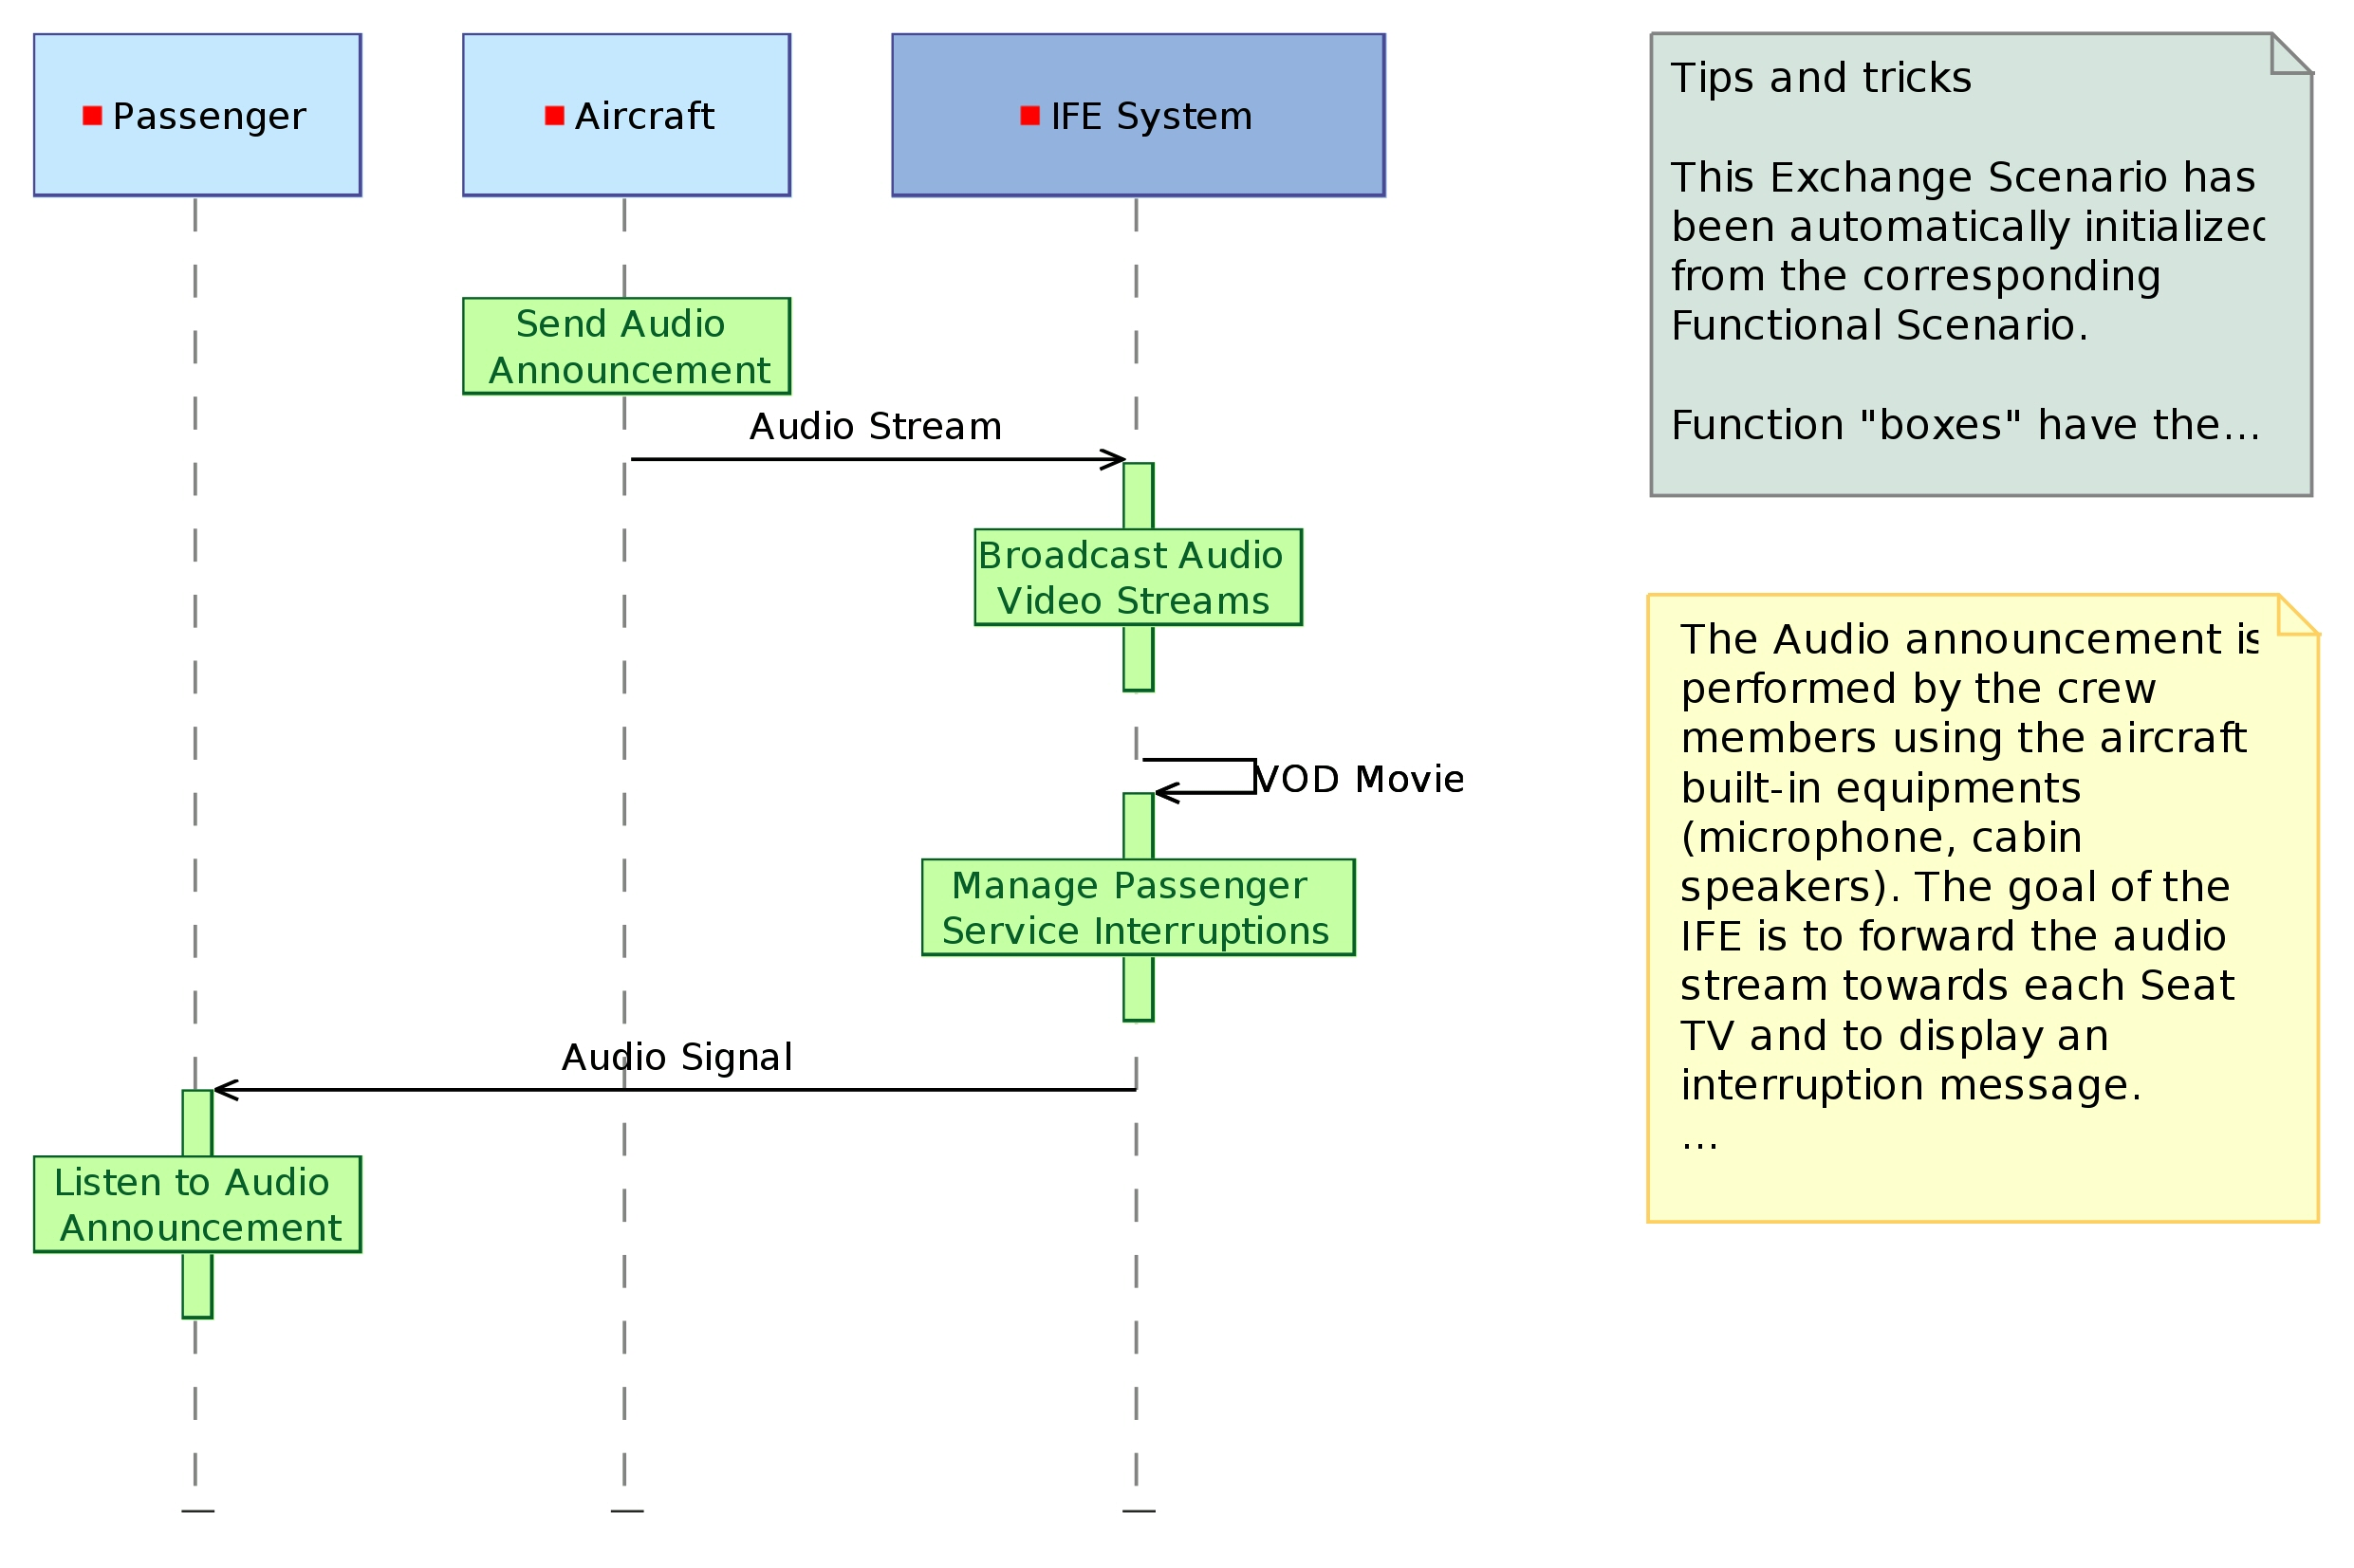 Passenger
Aircraft
IFE System
Send Audio
Announcement
Audio Stream
Broadcast Audio
Video Streams
VOD Movie
Manage Passenger
Service Interruptions
Audio Signal
Listen to Audio
Announcement
Tips and tricks
This Exchange Scenario has
been automatically initialized
from the corresponding
Functional Scenario.
Function "boxes" have the...
The Audio announcement is
performed by the crew
members using the aircraft
built-in equipments
(microphone, cabin
speakers). The goal of the
IFE is to forward the audio
stream towards each Seat
TV and to display an
interruption message.
...